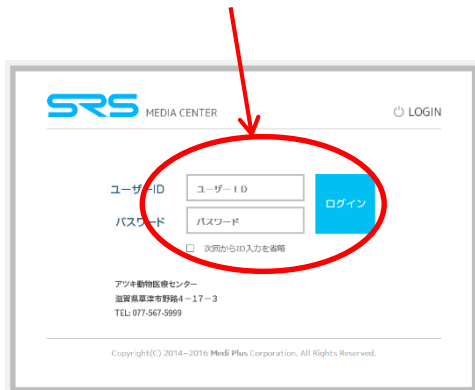 SRS MEDIA CENTER
LOGIN
ユーザーID
ユーザーID
ログイン
パスワード
パスワード
次回からID入力を省略
アツキ動物医療センター
滋賀県草津市野路4-17-3
TEL: 077-567-5999
Copyright(C) 2014-2016 Medi Plus Corporation. All Rights Reserved.